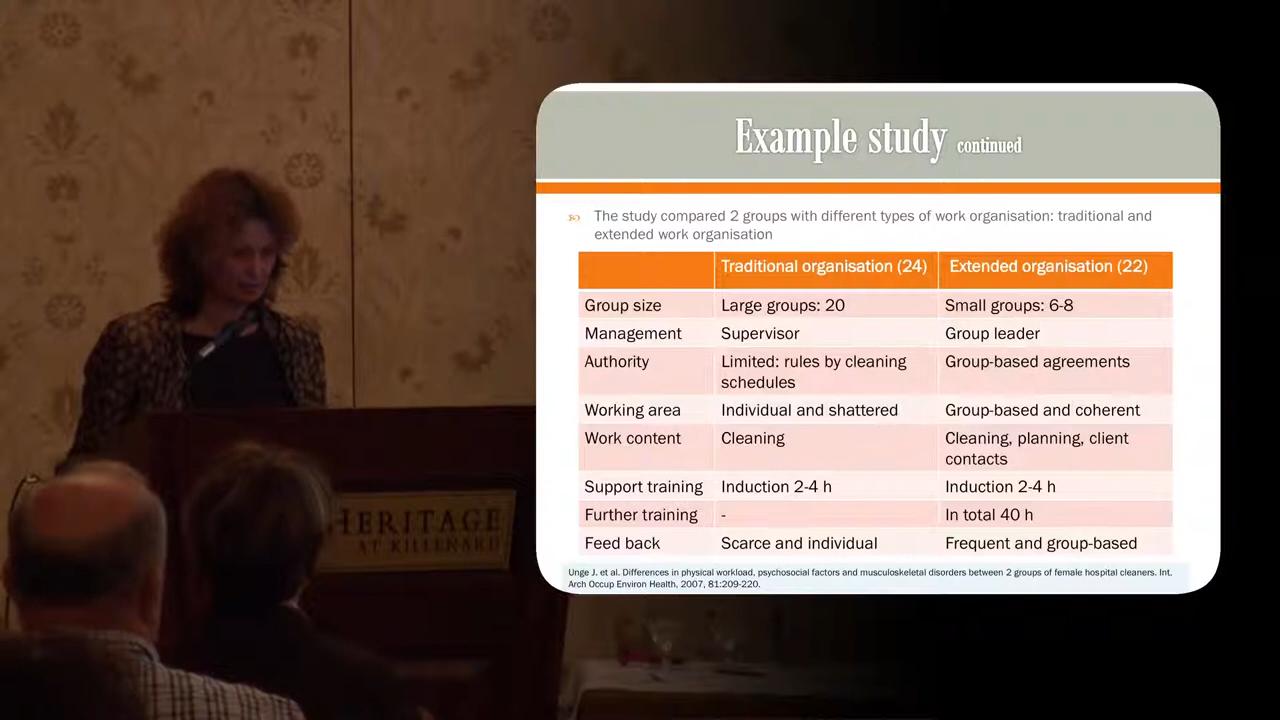 Example study continued
The study compared 2 groups with different types of work organisation: traditional and
extended work organisation
Traditional organisation (24) Extended organisation (22)
Group size Large groups: 20 Small groups: 6-8
Management Supervisor Group leader
Authority Limited: rules by cleaning Group-based agreements
schedules
Working area Individual and shattered Group-based and coherent
Work content Cleaning Cleaning, planning, client
contacts
Support training Induction 2-4 h Induction 2-4 h
Further training - In total 40 h
Feed back Scarce and individual Frequent and group-based
Unge J. et al. Differences in physical workload, psychosocial factors and musculoskeletal disorders between 2 groups of female hospital cleaners. Int.
Arch Occup Environ Health, 2007, 81:209-220.
HERITAGE
AT KILLENARD